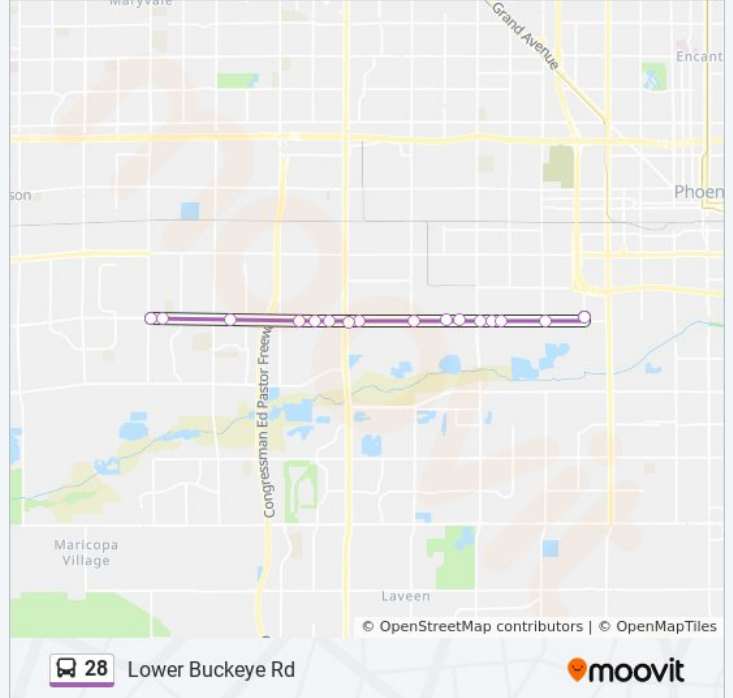 Maryvale
Grand Avenue
Encant
son
Phoen
Congressman Ed Pastor Freeway
Maricopa
Village
Laveen
© OpenStreetMap contributors | © OpenMapTiles
28 Lower Buckeye Rd
moovit